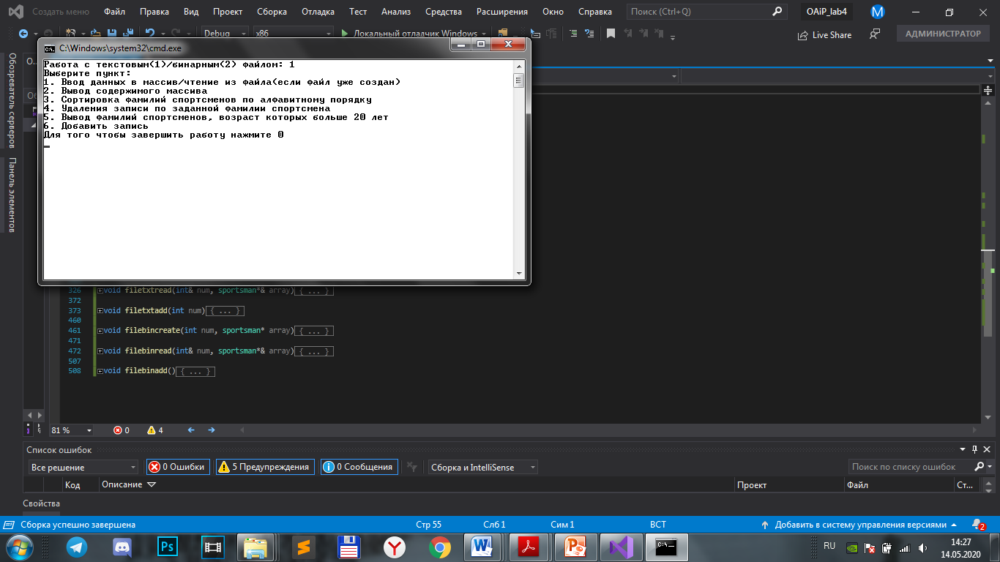 Создать меню Файл Правка Вид Проект Сборка Отладка Тест Анализ Средства Расширения Окно Справка Поиск (Ctrl+Q) OAiP_lab4 M
Debug x86 Локальный отладчик Windows Live Share АДМИНИСТРАТОР
C:\Windows\system32\cmd.exe
Работа с текстовым(1)/бинарным(2) файлом: 1
Выберите пункт:
1. Ввод данных в массив/чтение из файла(если файл уже создан)
2. Вывод содержимого массива
3. Сортировка фамилий спортсменов по алфавитному порядку
4. Удаления записи по заданной фамилии спортсмена
5. Вывод фамилий спортсменов, возраст которых больше 20 лет
6. Добавить запись
Для того чтобы завершить работу нажмите 0
Обозреватель серверов
Панель элементов
326 void filetxtread(int& num, sportsman*& array){ ... }
372
373 void filetxtadd(int num){ ... }
460
461 void filebincreate(int num, sportsman* array){ ... }
471
472 void filebinread(int& num, sportsman*& array){ ... }
507
508 void filebinadd(){ ... }
81 % 0 4
Список ошибок
Все решение 0 Ошибки 5 Предупреждения 0 Сообщения Сборка и IntelliSense Поиск по списку ошибок
Код Описание Проект Файл Ст...
Свойства
Сборка успешно завершена Стр 55 Слб 1 Сим 1 ВСТ Добавить в систему управления версиями 2
Ps RU 14:27
14.05.2020